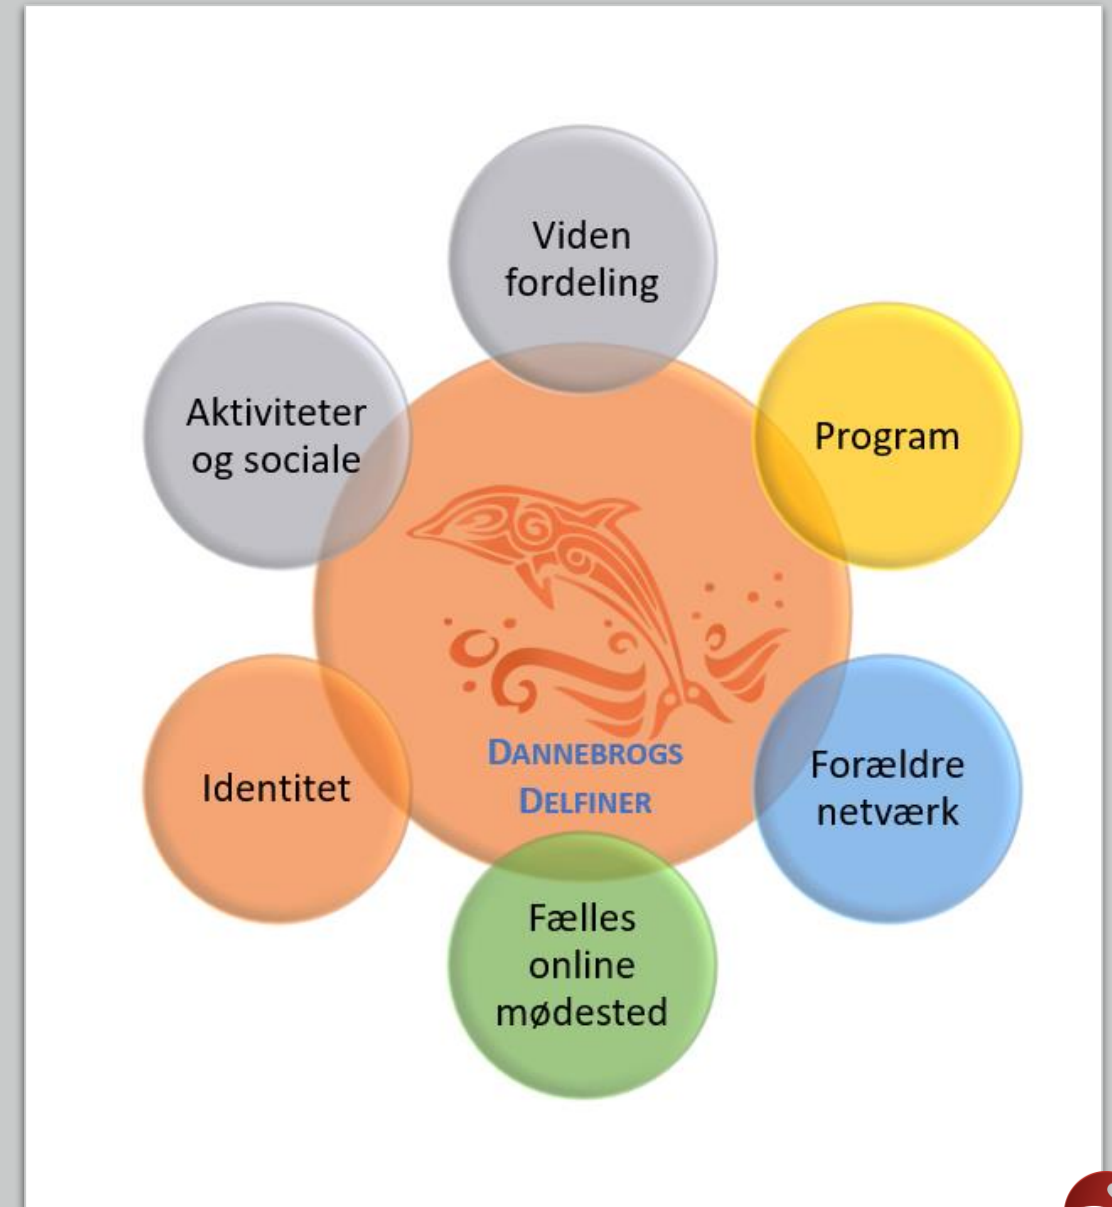 Viden
fordeling
Aktiviteter
og sociale
Program
DANNEBROGS
DELFINER
Identitet
Forældre
netværk
Fælles
online
mødested